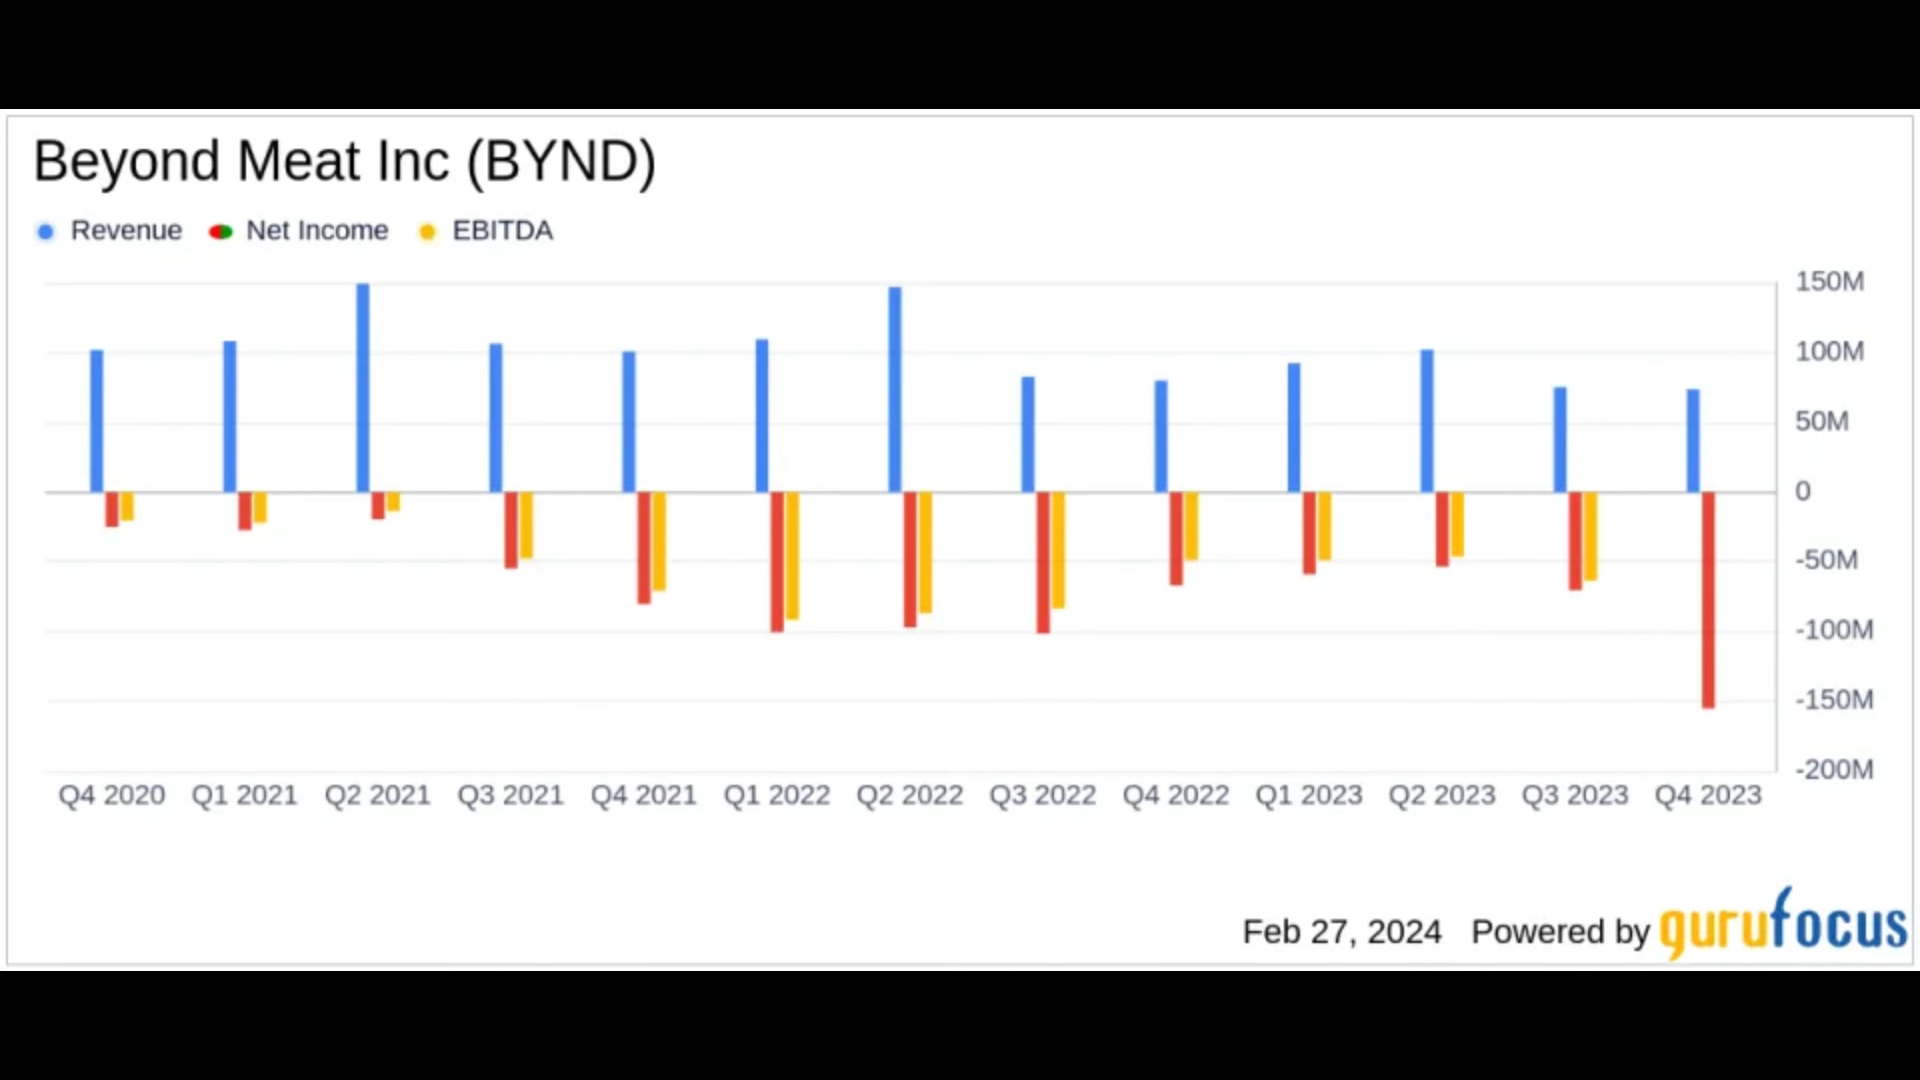 Beyond Meat Inc (BYND)
Revenue Net Income EBITDA
150M
100M
50M
0
-50M
-100M
-150M
-200M
Q4 2020 Q1 2021 Q2 2021 Q3 2021 Q4 2021 Q1 2022 Q2 2022 Q3 2022 Q4 2022 Q1 2023 Q2 2023 Q3 2023 Q4 2023
Feb 27, 2024 Powered by gurufocus